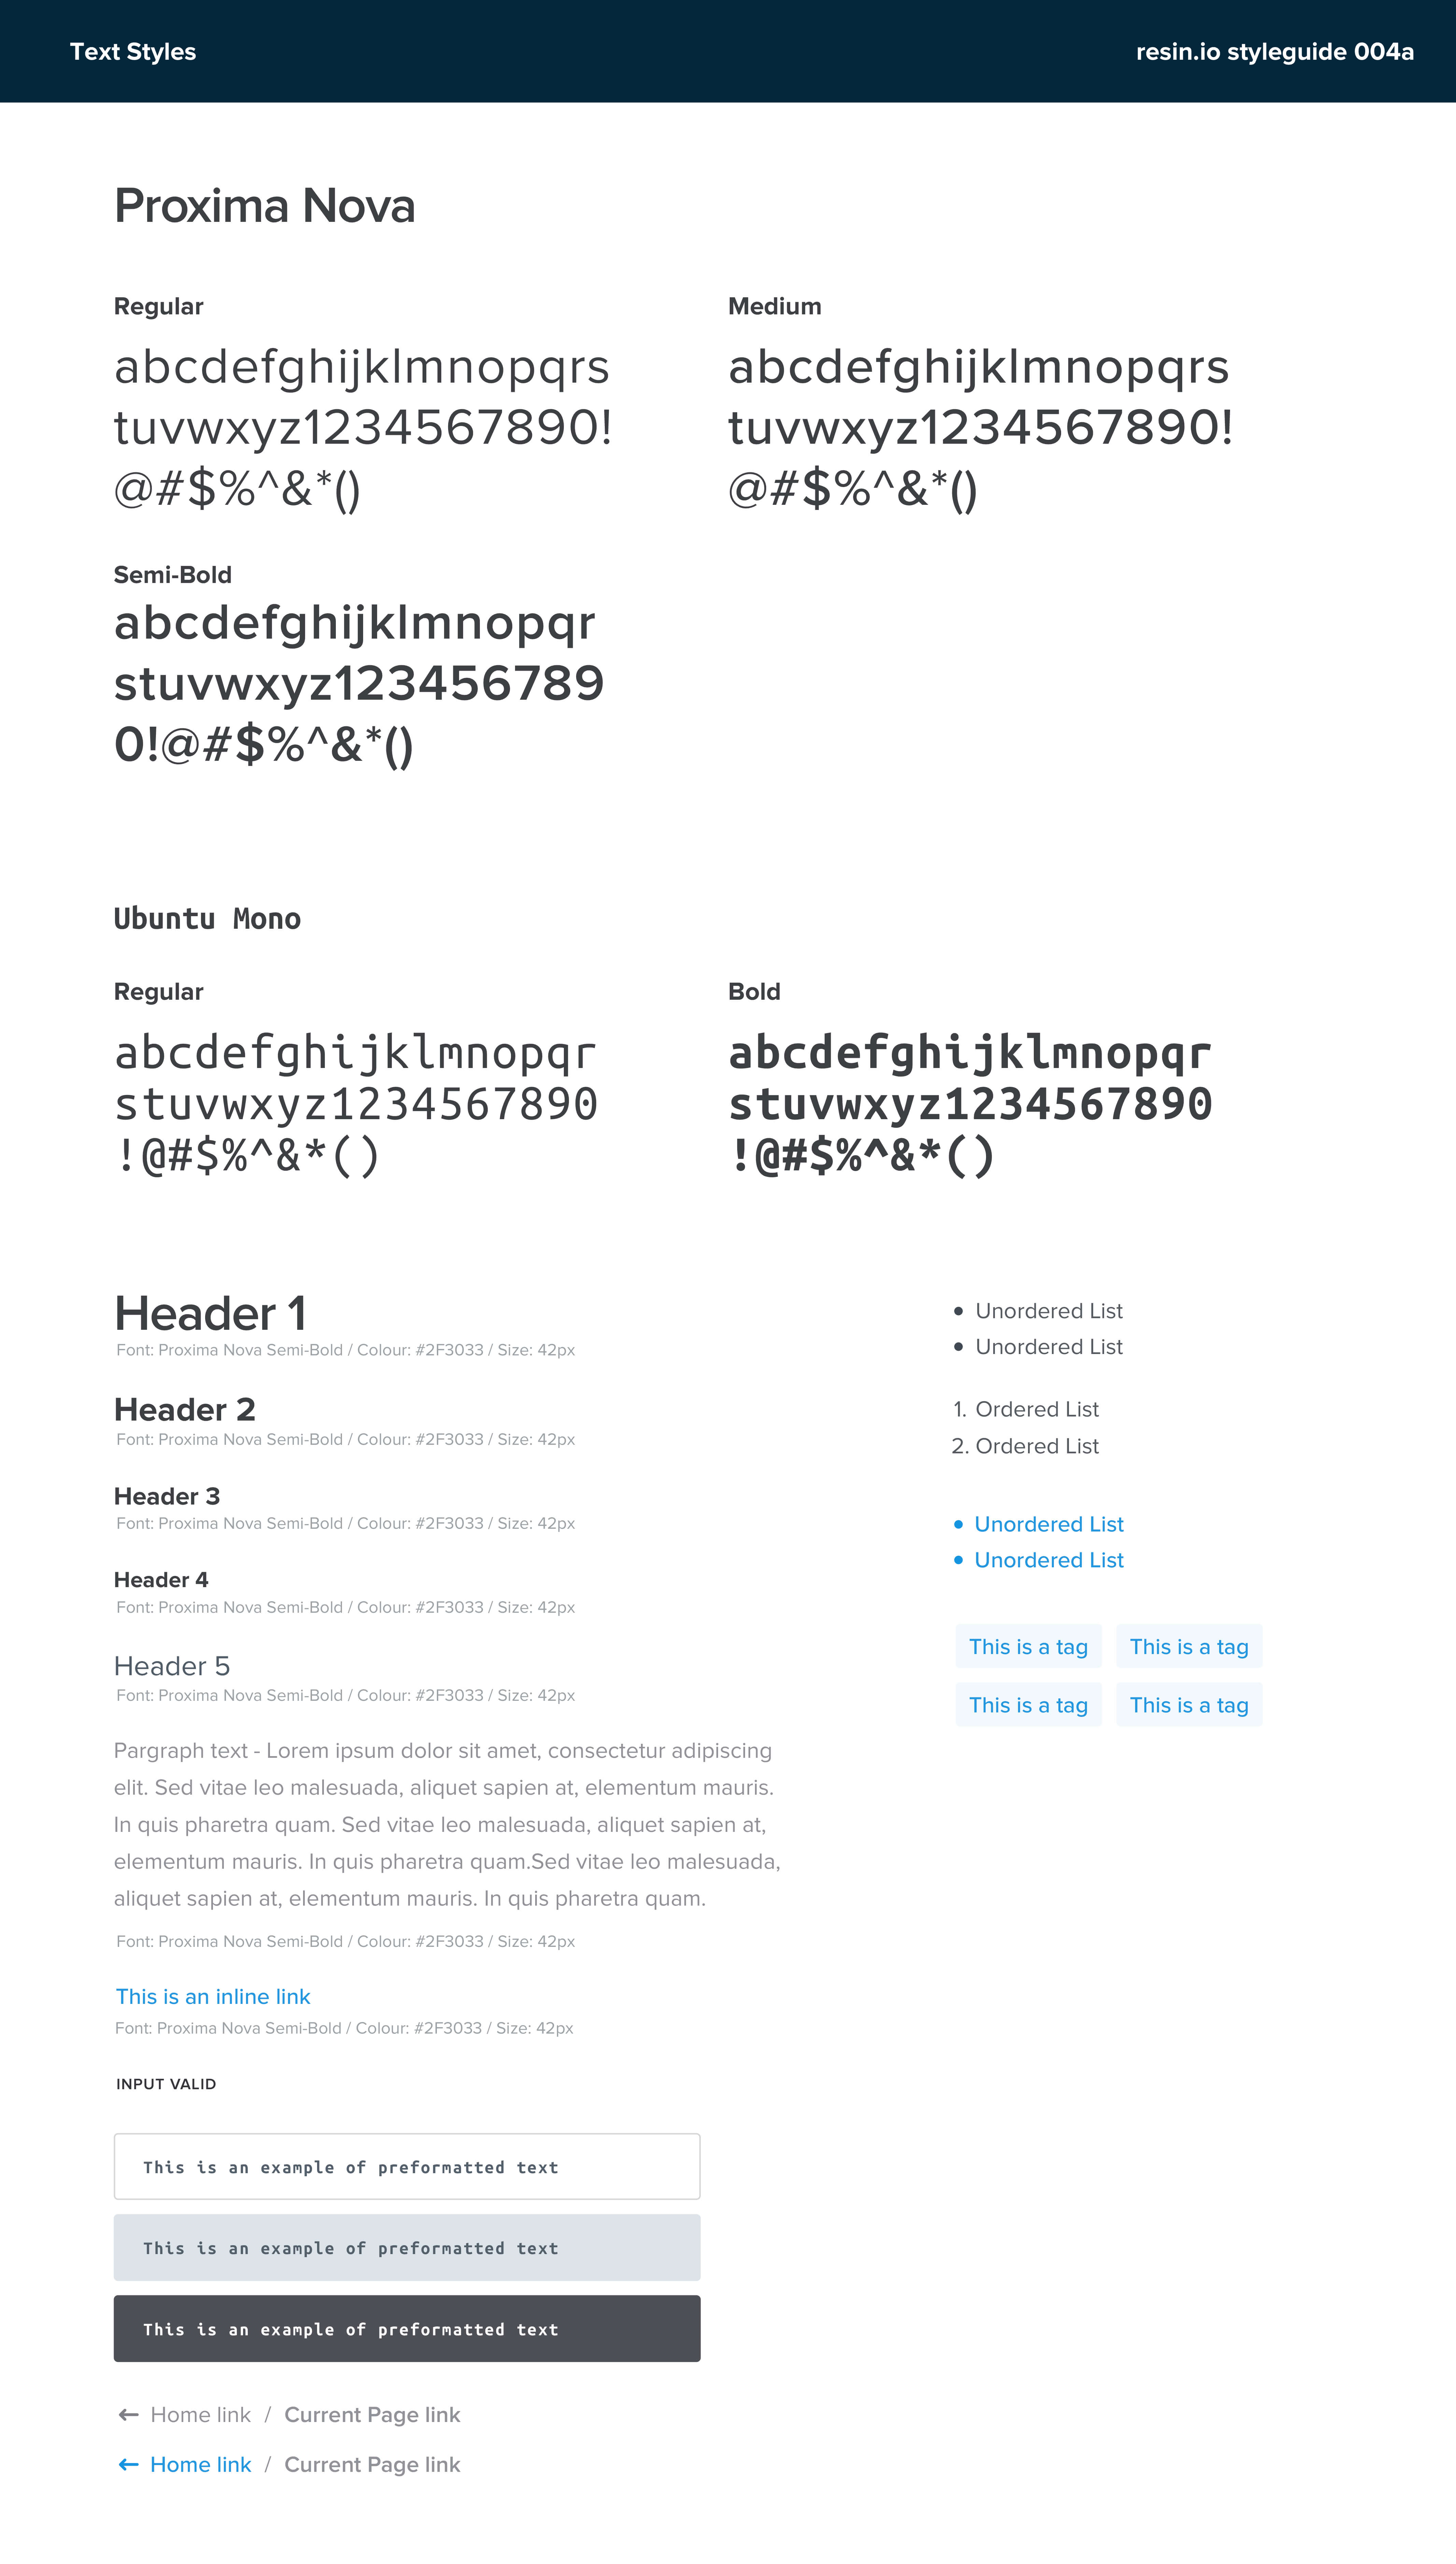 Text Styles
resin.io styleguide 004a
Proxima Nova
Regular
abcdefghijklmnopqrs
tuvwxyz1234567890!
@#$%^&*()
Medium
abcdefghijklmnopqrs
tuvwxyz1234567890!
@#$%^&*()
Semi-Bold
abcdefghijklmnopqr
stuvwxyz123456789
0!@#$%^&*()
Ubuntu Mono
Regular
abcdefghijklmnopqr
stuvwxyz1234567890
!@#$%^&*()
Bold
abcdefghijklmnopqr
stuvwxyz1234567890
!@#$%^&*()
Header 1
Font: Proxima Nova Semi-Bold / Colour: #2F3033 / Size: 42px
Header 2
Font: Proxima Nova Semi-Bold / Colour: #2F3033 / Size: 42px
Header 3
Font: Proxima Nova Semi-Bold / Colour: #2F3033 / Size: 42px
Header 4
Font: Proxima Nova Semi-Bold / Colour: #2F3033 / Size: 42px
Header 5
Font: Proxima Nova Semi-Bold / Colour: #2F3033 / Size: 42px
Pargraph text - Lorem ipsum dolor sit amet, consectetur adipiscing
elit. Sed vitae leo malesuada, aliquet sapien at, elementum mauris.
In quis pharetra quam. Sed vitae leo malesuada, aliquet sapien at,
elementum mauris. In quis pharetra quam.Sed vitae leo malesuada,
aliquet sapien at, elementum mauris. In quis pharetra quam.
Font: Proxima Nova Semi-Bold / Colour: #2F3033 / Size: 42px
This is an inline link
Font: Proxima Nova Semi-Bold / Colour: #2F3033 / Size: 42px
INPUT VALID
This is an example of preformatted text
This is an example of preformatted text
This is an example of preformatted text
← Home link / Current Page link
← Home link / Current Page link
• Unordered List
• Unordered List
1. Ordered List
2. Ordered List
• Unordered List
• Unordered List
This is a tag This is a tag
This is a tag This is a tag